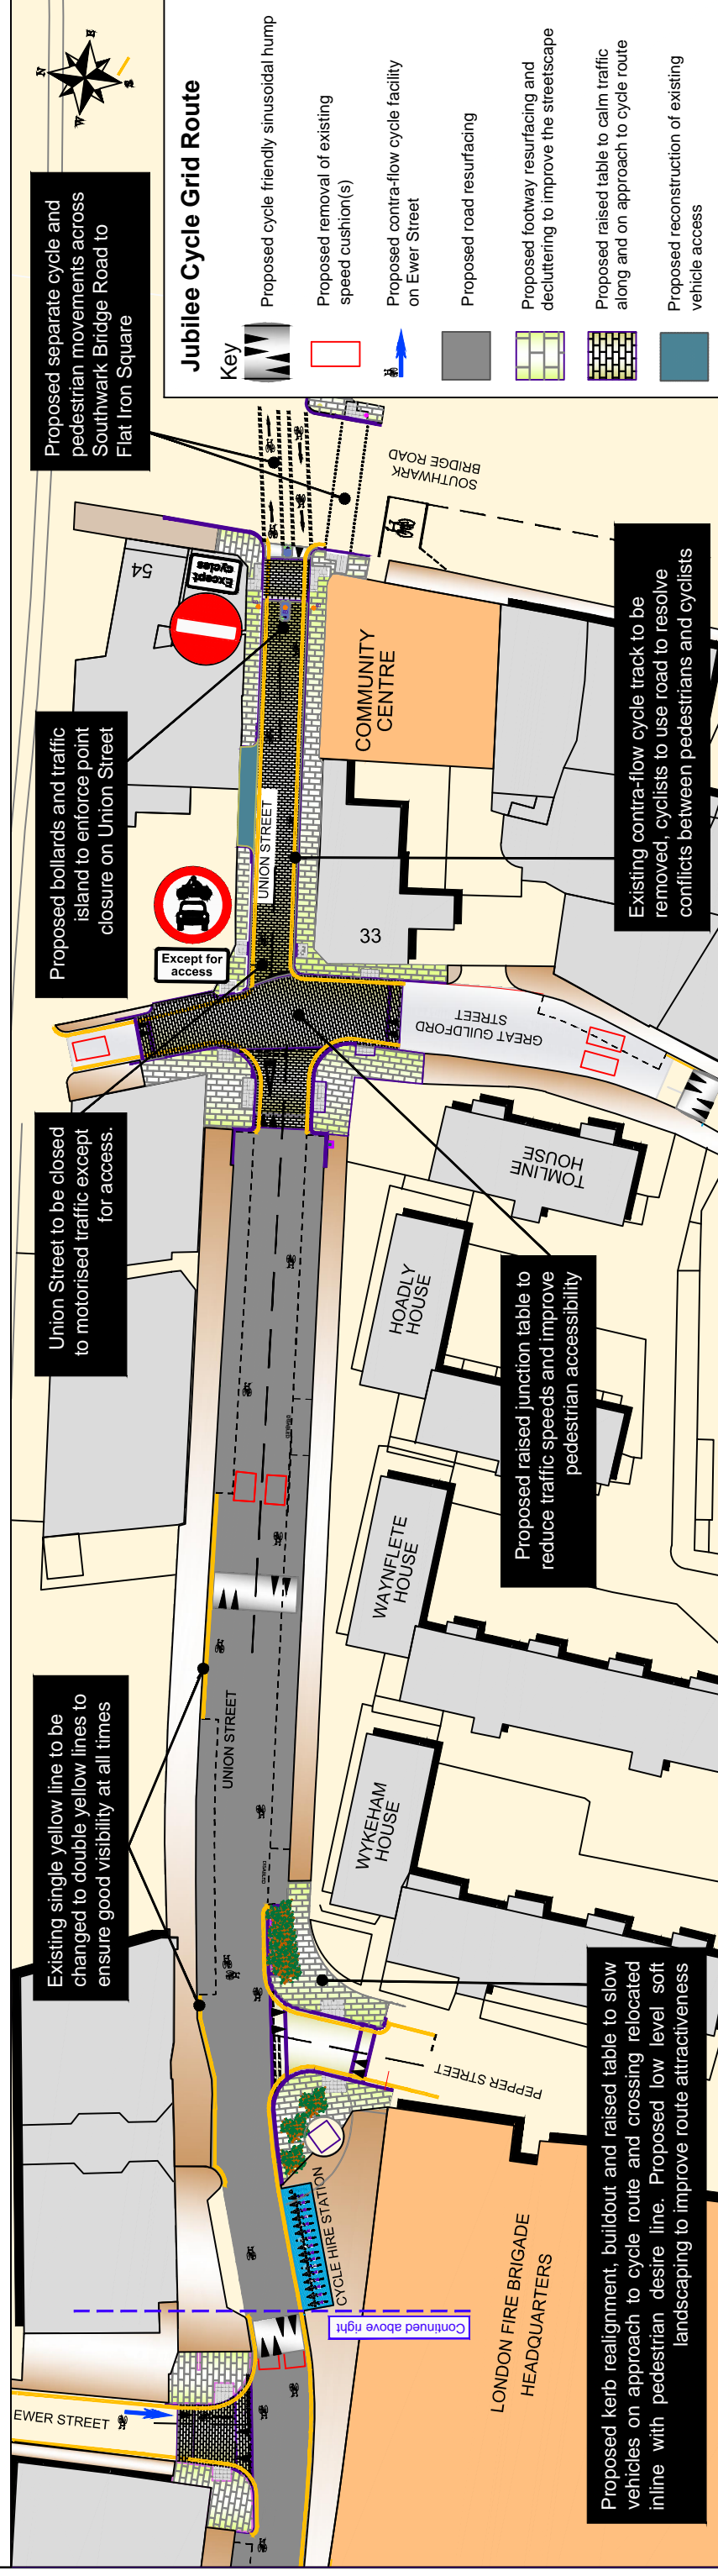 Existing single yellow line to be
changed to double yellow lines to
ensure good visibility at all times
Union Street to be closed
to motorised traffic except
for access.
Proposed bollards and traffic
island to enforce point
closure on Union Street
Proposed separate cycle and
pedestrian movements across
Southwark Bridge Road to
Flat Iron Square
N
E
S
W
Jubilee Cycle Grid Route
Key
Proposed cycle friendly sinusoidal hump
Proposed removal of existing
speed cushion(s)
Proposed contra-flow cycle facility
on Ewer Street
Proposed road resurfacing
Proposed footway resurfacing and
decluttering to improve the streetscape
Proposed raised table to calm traffic
along and on approach to cycle route
Proposed reconstruction of existing
vehicle access
Except for
access
Except
cycles
54
EWER STREET
UNION STREET
UNION STREET
DISABLED
DISABLED
CYCLE HIRE STATION
Continued above right
PEPPER STREET
GREAT GUILDFORD
STREET
SOUTHWARK
BRIDGE ROAD
33
COMMUNITY
CENTRE
WYKEHAM
HOUSE
WAYNFLETE
HOUSE
HOADLY
HOUSE
TOMLINE
HOUSE
LONDON FIRE BRIGADE
HEADQUARTERS
Proposed raised junction table to
reduce traffic speeds and improve
pedestrian accessibility
Existing contra-flow cycle track to be
removed, cyclists to use road to resolve
conflicts between pedestrians and cyclists
Proposed kerb realignment, buildout and raised table to slow
vehicles on approach to cycle route and crossing relocated
inline with pedestrian desire line. Proposed low level soft
landscaping to improve route attractiveness